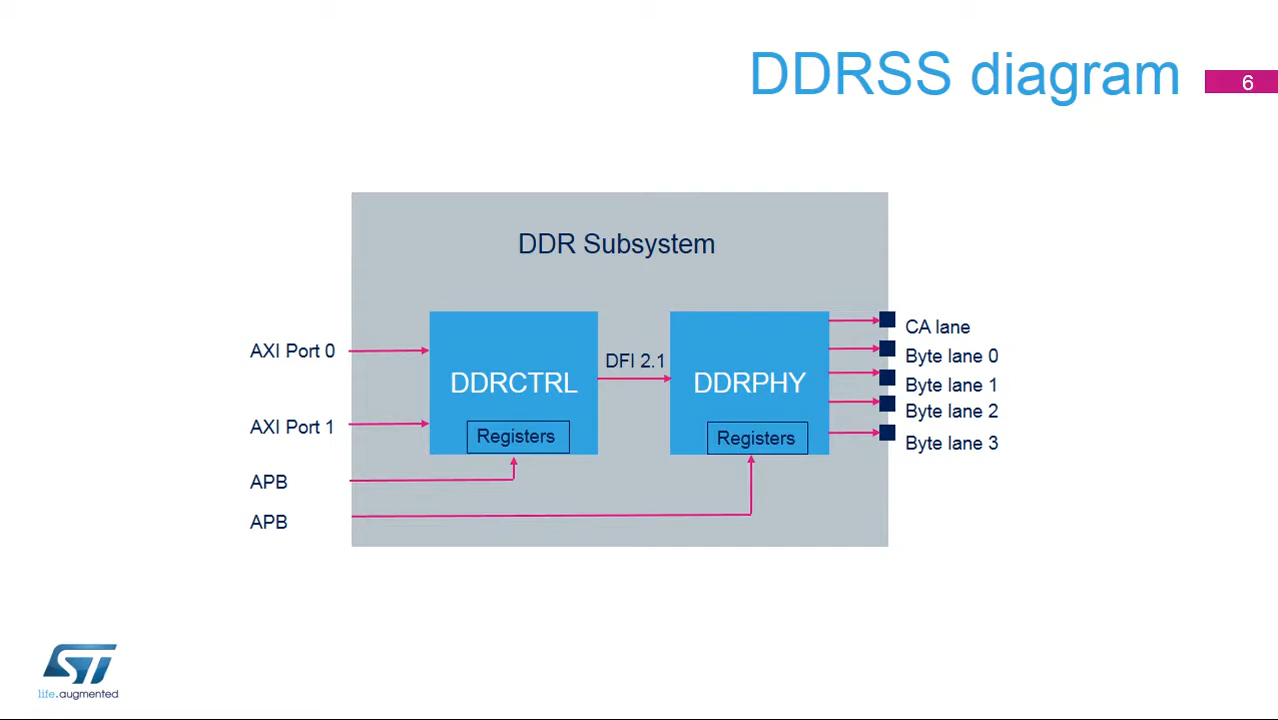 DDRSS diagram
6
DDR Subsystem
AXI Port 0
AXI Port 1
APB
APB
DDRCTRL
Registers
DFI 2.1
DDRPHY
Registers
CA lane
Byte lane 0
Byte lane 1
Byte lane 2
Byte lane 3
ST
life.augmented